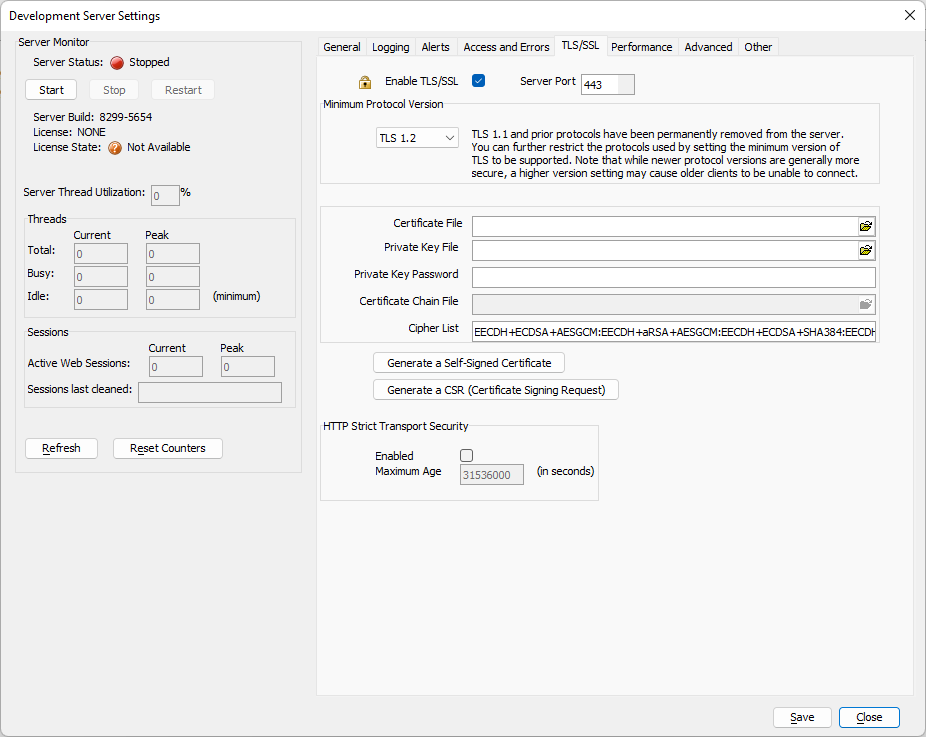 Development Server Settings
Server Monitor
Server Status: Stopped
Start Stop Restart
Server Build: 8299-5654
License: NONE
License State: ? Not Available
Server Thread Utilization: 0 %
Threads
Current Peak
Total: 0 0
Busy: 0 0
Idle: 0 0 (minimum)
Sessions
Current Peak
Active Web Sessions: 0 0
Sessions last cleaned:
Refresh Reset Counters
General Logging Alerts Access and Errors TLS/SSL Performance Advanced Other
Enable TLS/SSL Server Port 443
Minimum Protocol Version
TLS 1.2
TLS 1.1 and prior protocols have been permanently removed from the server.
You can further restrict the protocols used by setting the minimum version of
TLS to be supported. Note that while newer protocol versions are generally more
secure, a higher version setting may cause older clients to be unable to connect.
Certificate File
Private Key File
Private Key Password
Certificate Chain File
Cipher List EECDH+ECDSA+AESGCM:EECDH+aRSA+AESGCM:EECDH+ECDSA+SHA384:EECDH
Generate a Self-Signed Certificate
Generate a CSR (Certificate Signing Request)
HTTP Strict Transport Security
Enabled
Maximum Age 31536000 (in seconds)
Save Close